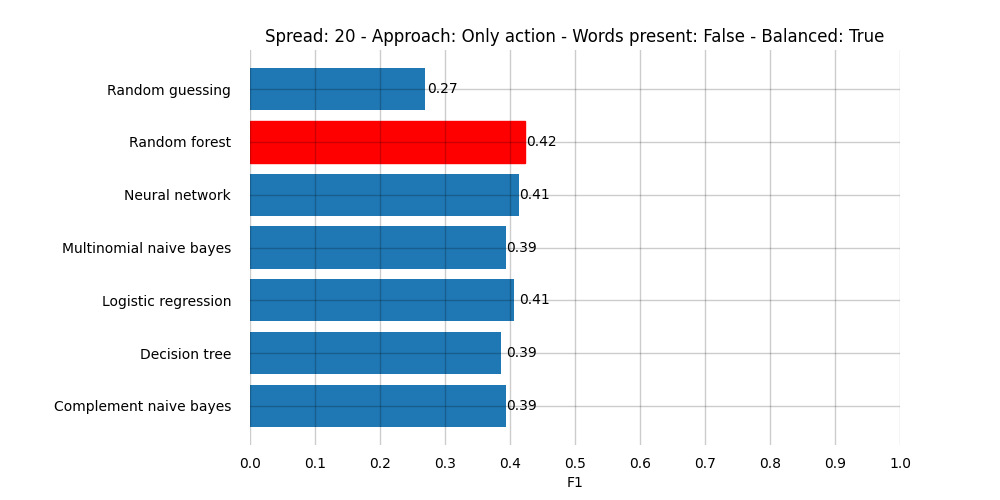 Spread: 20 - Approach: Only action - Words present: False - Balanced: True
Random guessing 0.27
Random forest 0.42
Neural network 0.41
Multinomial naive bayes 0.39
Logistic regression 0.41
Decision tree 0.39
Complement naive bayes 0.39
0.0 0.1 0.2 0.3 0.4 0.5 0.6 0.7 0.8 0.9 1.0
F1